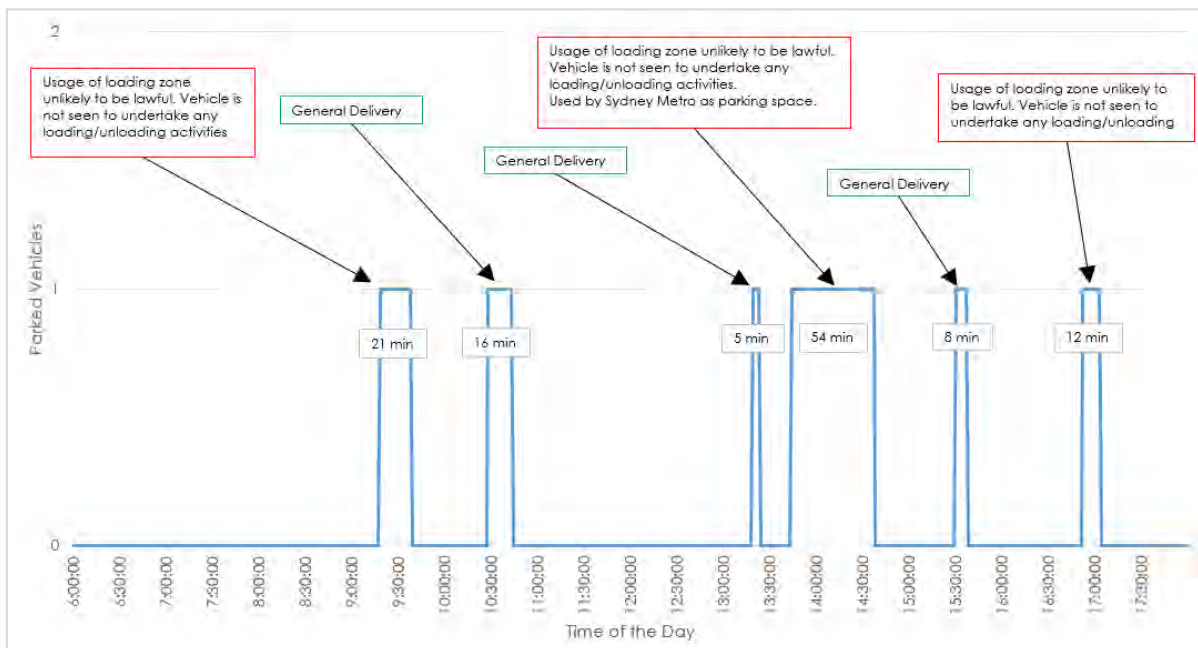 2
Usage of loading zone
unlikely to be lawful. Vehicle is
not seen to undertake any
loading/unloading activities
General Delivery
General Delivery
Usage of loading zone unlikely to be lawful.
Vehicle is not seen to undertake any
loading/unloading activities.
Used by Sydney Metro as parking space.
General Delivery
Usage of loading zone unlikely to
be lawful. Vehicle is not seen to
undertake any loading/unloading
Parked Vehicles
1
21 min
16 min
5 min
54 min
8 min
12 min
0
6:00:00
6:30:00
7:00:00
7:30:00
8:00:00
8:30:00
9:00:00
9:30:00
10:00:00
10:30:00
11:00:00
11:30:00
12:00:00
12:30:00
13:00:00
13:30:00
14:00:00
14:30:00
15:00:00
15:30:00
16:00:00
16:30:00
17:00:00
17:30:00
Time of the Day